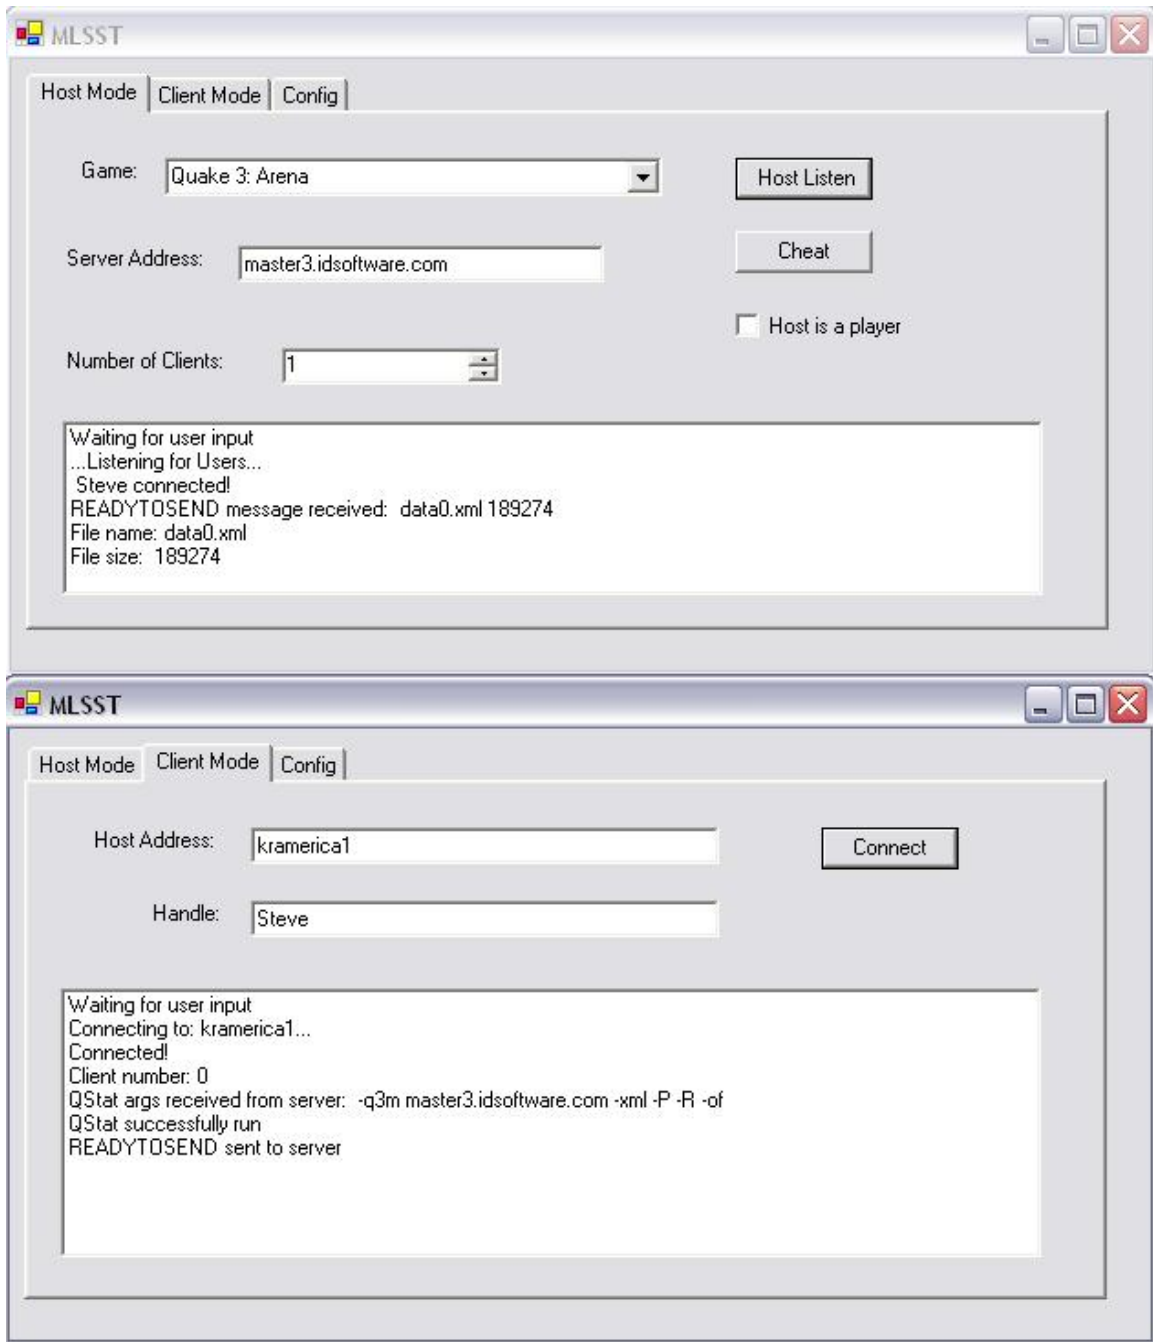 MLSST
Host Mode Client Mode Config
Game: Quake 3: Arena Host Listen
Server Address: master3.idsoftware.com Cheat
Host is a player
Number of Clients: 1
Waiting for user input
...Listening for Users...
Steve connected!
READYTOSEND message received:  data0.xml 189274
File name: data0.xml
File size:  189274
MLSST
Host Mode Client Mode Config
Host Address: kramerica1 Connect
Handle: Steve
Waiting for user input
Connecting to: kramerica1...
Connected!
Client number: 0
QStat args received from server:  -q3m master3.idsoftware.com -xml -P -R -of
QStat successfully run
READYTOSEND sent to server